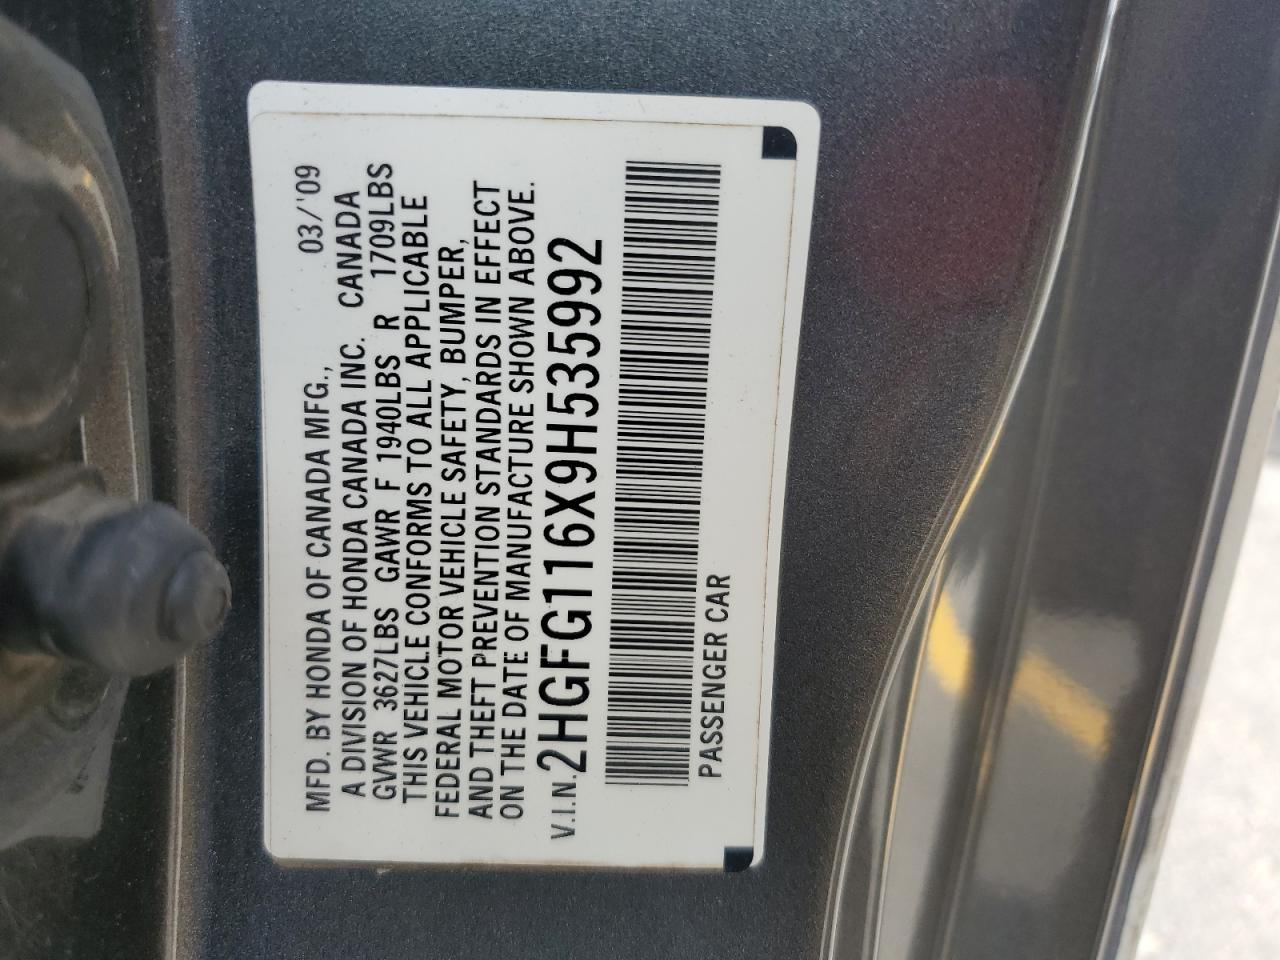 MFD. BY HONDA OF CANADA MFG., 03/'09
A DIVISION OF HONDA CANADA INC. CANADA
GVWR 3627LBS GAWR F 1940LBS R 1709LBS
THIS VEHICLE CONFORMS TO ALL APPLICABLE
FEDERAL MOTOR VEHICLE SAFETY, BUMPER,
AND THEFT PREVENTION STANDARDS IN EFFECT
ON THE DATE OF MANUFACTURE SHOWN ABOVE.
V.I.N. 2HGFG116X9H535992
PASSENGER CAR